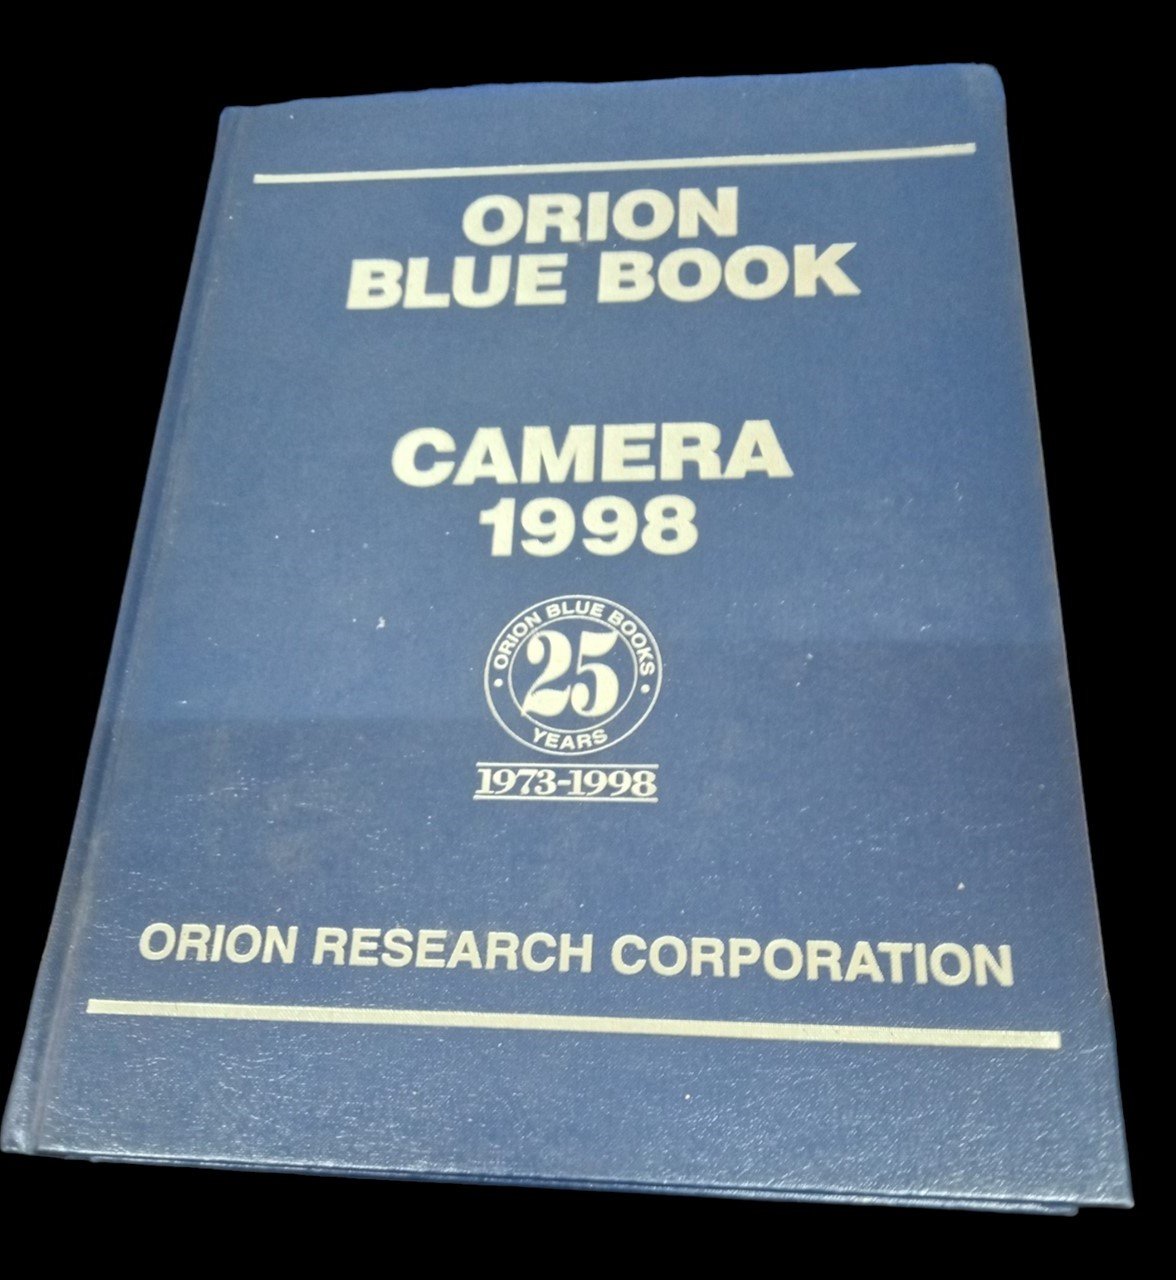 ORION
BLUE BOOK
CAMERA
1998
• ORION BLUE BOOKS •
25
YEARS
1973-1998
ORION RESEARCH CORPORATION